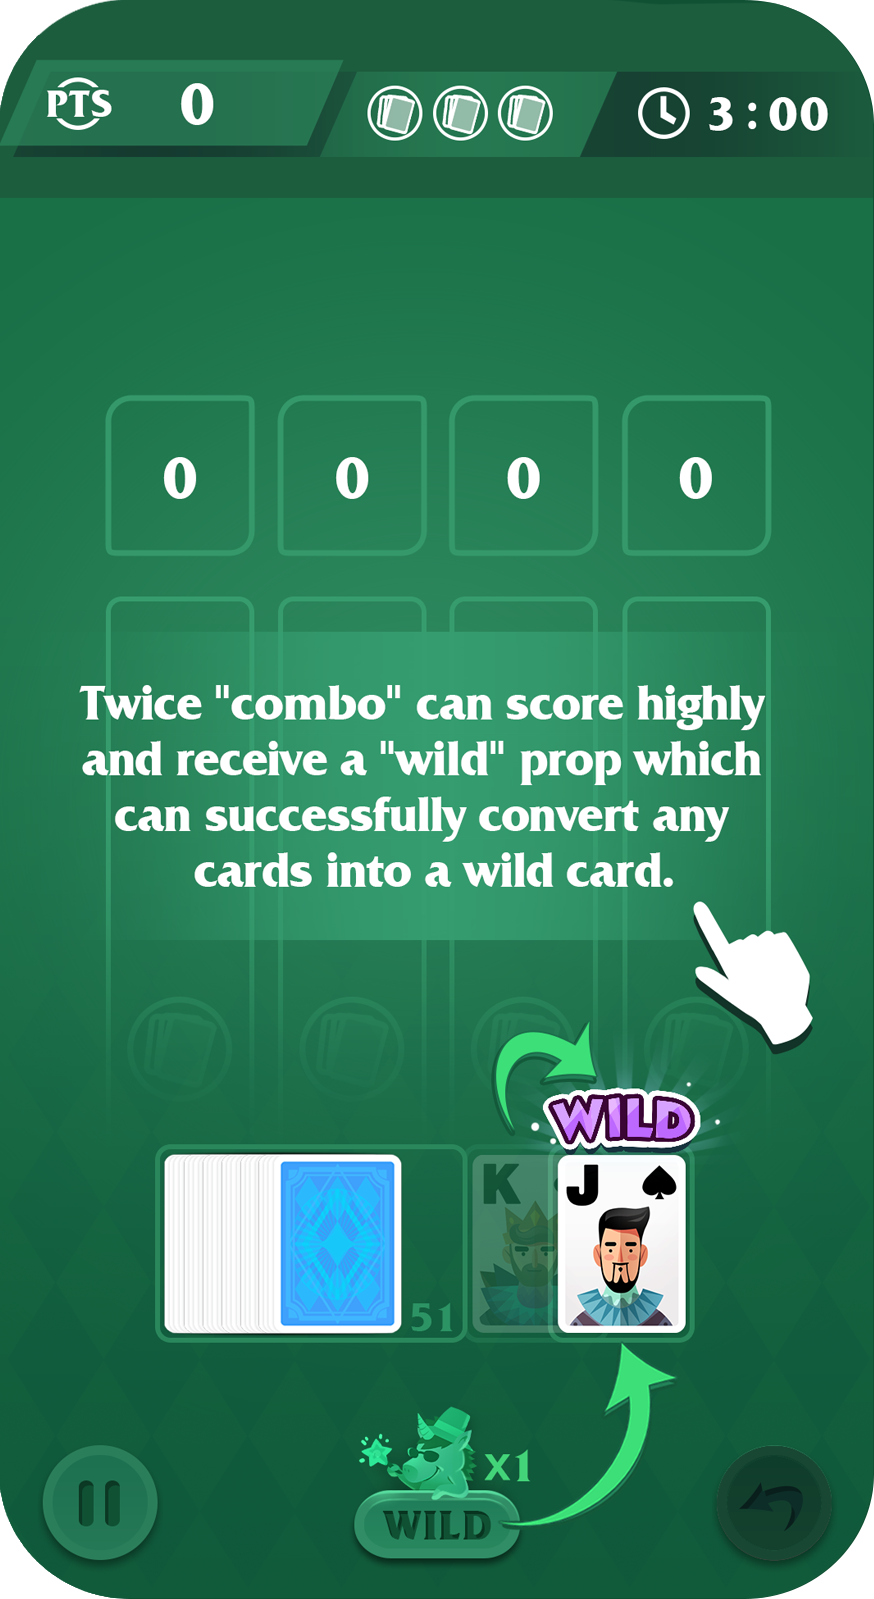 PTS 0 3:00
0 0 0 0
Twice "combo" can score highly
and receive a "wild" prop which
can successfully convert any
cards into a wild card.
WILD
K J
51
x1
WILD